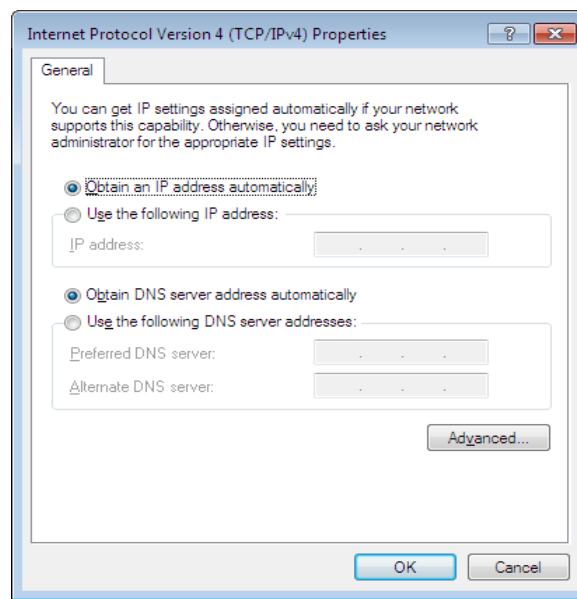 Internet Protocol Version 4 (TCP/IPv4) Properties
General
You can get IP settings assigned automatically if your network
supports this capability. Otherwise, you need to ask your network
administrator for the appropriate IP settings.
Obtain an IP address automatically
Use the following IP address:
IP address:
Obtain DNS server address automatically
Use the following DNS server addresses:
Preferred DNS server:
Alternate DNS server:
Advanced...
OK Cancel